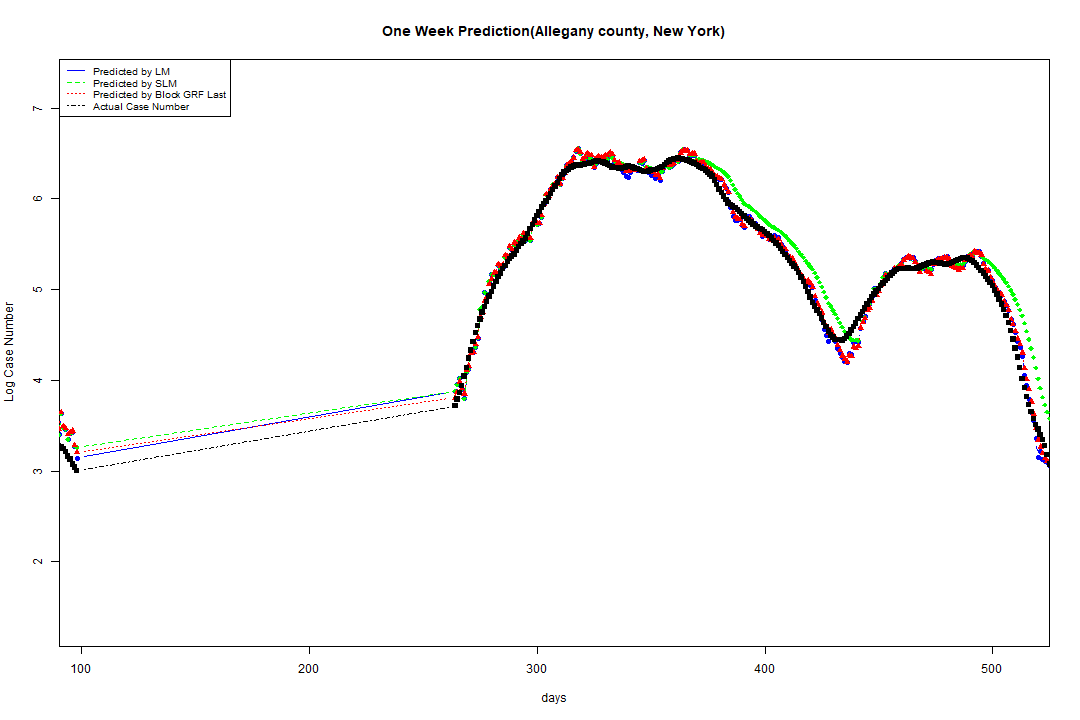 One Week Prediction(Allegany county, New York)
Predicted by LM
Predicted by SLM
Predicted by Block GRF Last
Actual Case Number
Log Case Number
7
6
5
4
3
2
100 200 300 400 500
days